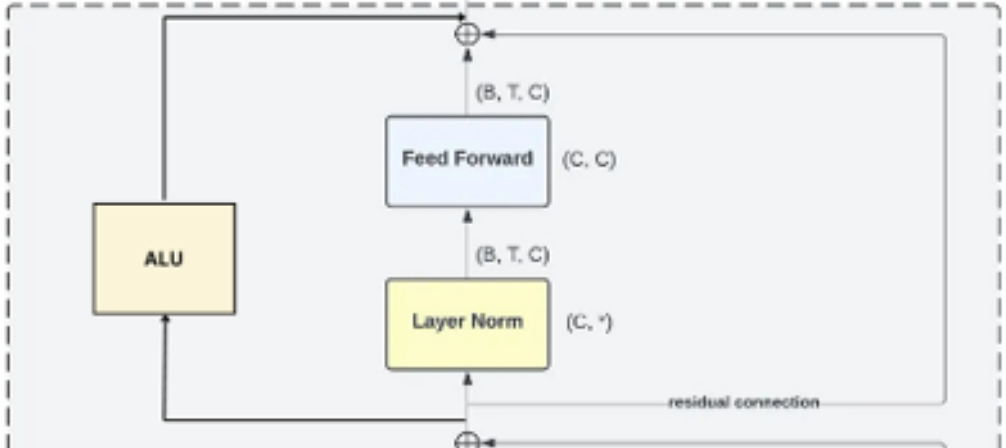 (B, T, C)
Feed Forward
(C, C)
ALU
(B, T, C)
Layer Norm
(C, *)
residual connection